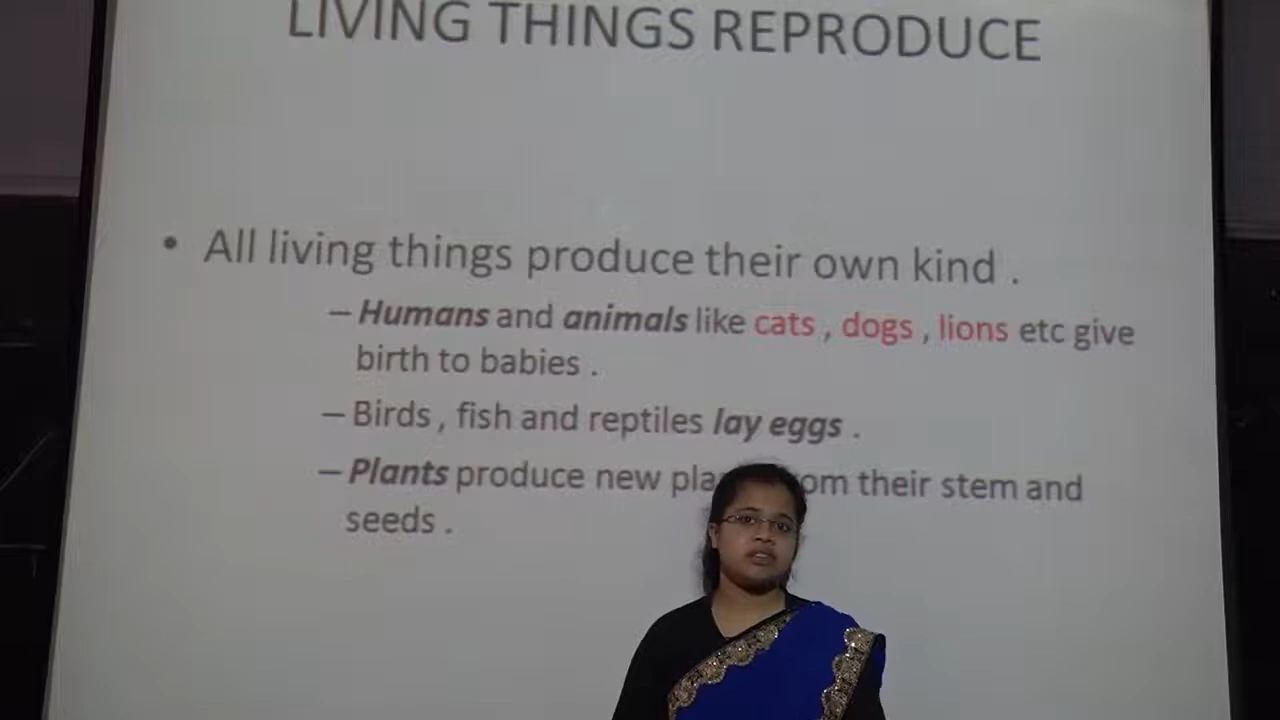 LIVING THINGS REPRODUCE
• All living things produce their own kind .
– Humans and animals like cats , dogs , lions etc give
birth to babies .
– Birds , fish and reptiles lay eggs .
– Plants produce new their stem and
seeds .